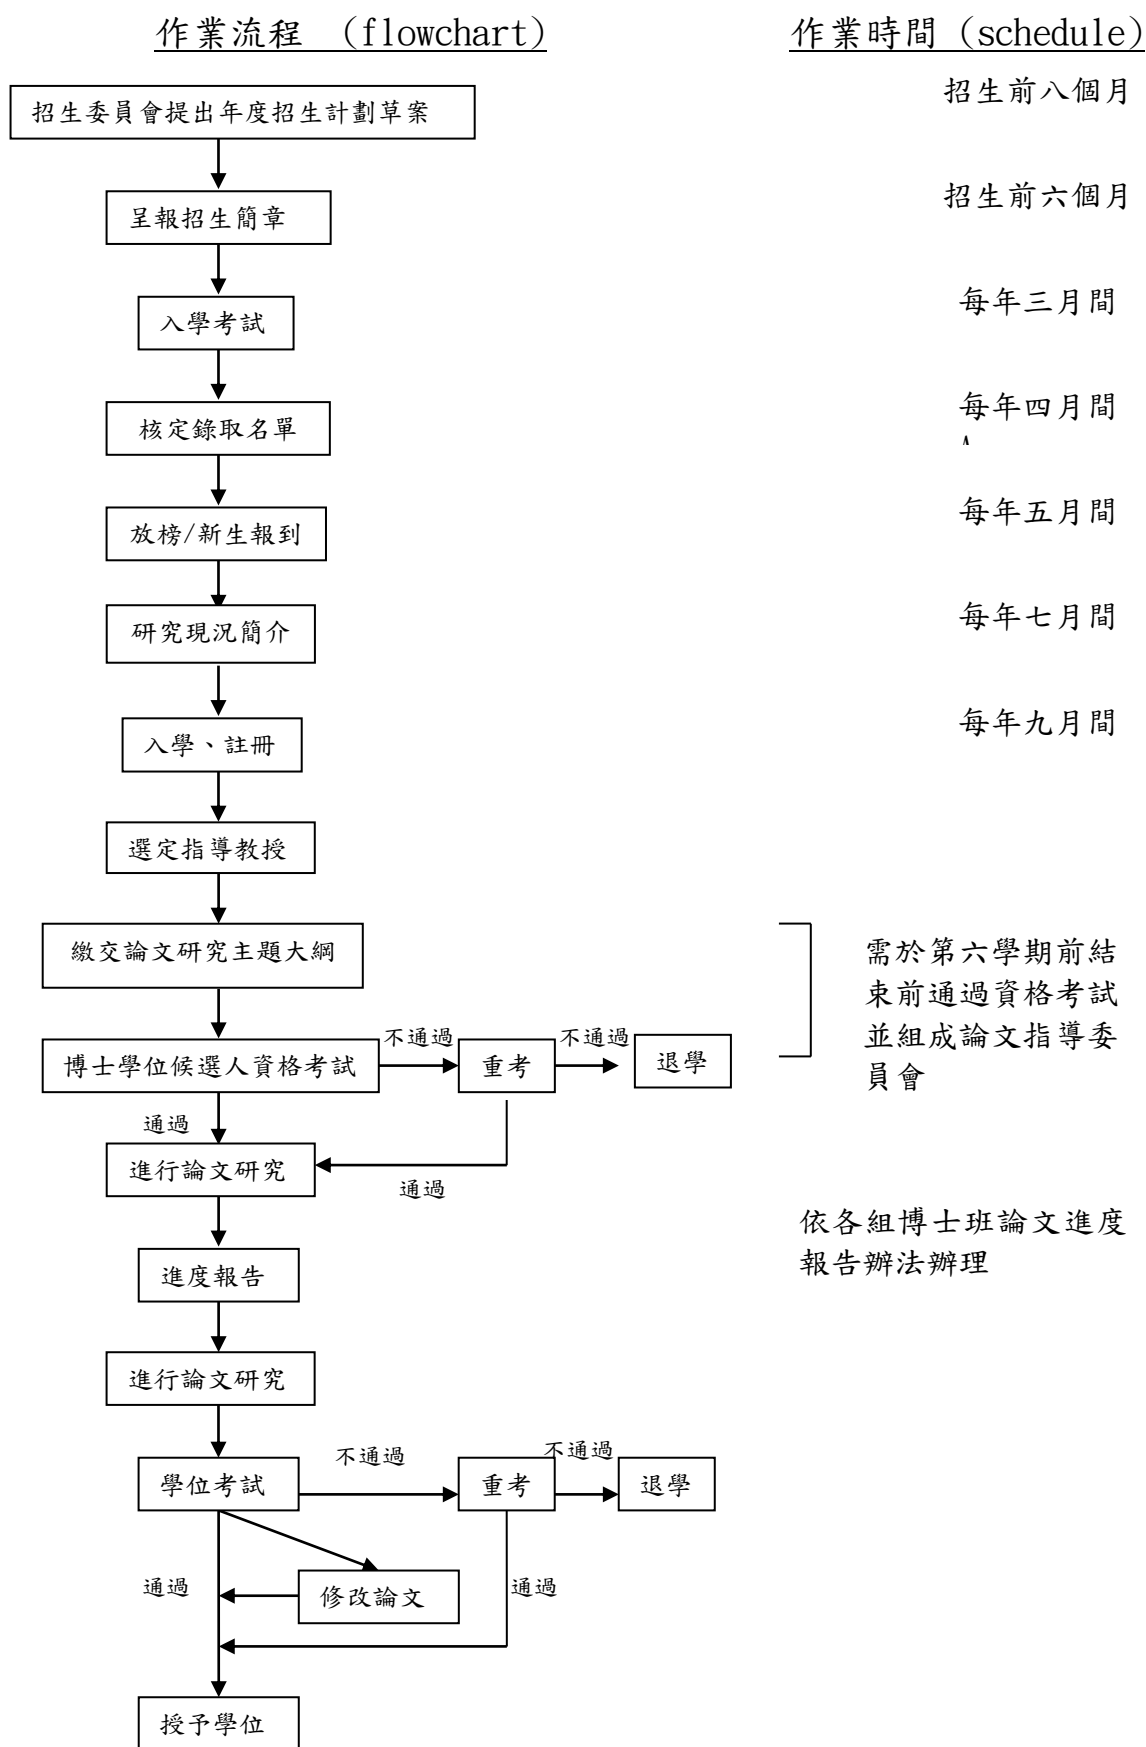 作業流程 (flowchart)
作業時間 (schedule)
招生委員會提出年度招生計劃草案
招生前八個月
呈報招生簡章
招生前六個月
入學考試
每年三月間
核定錄取名單
每年四月間
放榜/新生報到
每年五月間
研究現況簡介
每年七月間
入學、註冊
每年九月間
選定指導教授
繳交論文研究主題大綱
需於第六學期前結
束前通過資格考試
並組成論文指導委
員會
博士學位候選人資格考試
不通過
重考
不通過
退學
通過
進行論文研究
通過
依各組博士班論文進度
報告辦法辦理
進度報告
進行論文研究
學位考試
不通過
重考
不通過
退學
通過
修改論文
通過
授予學位